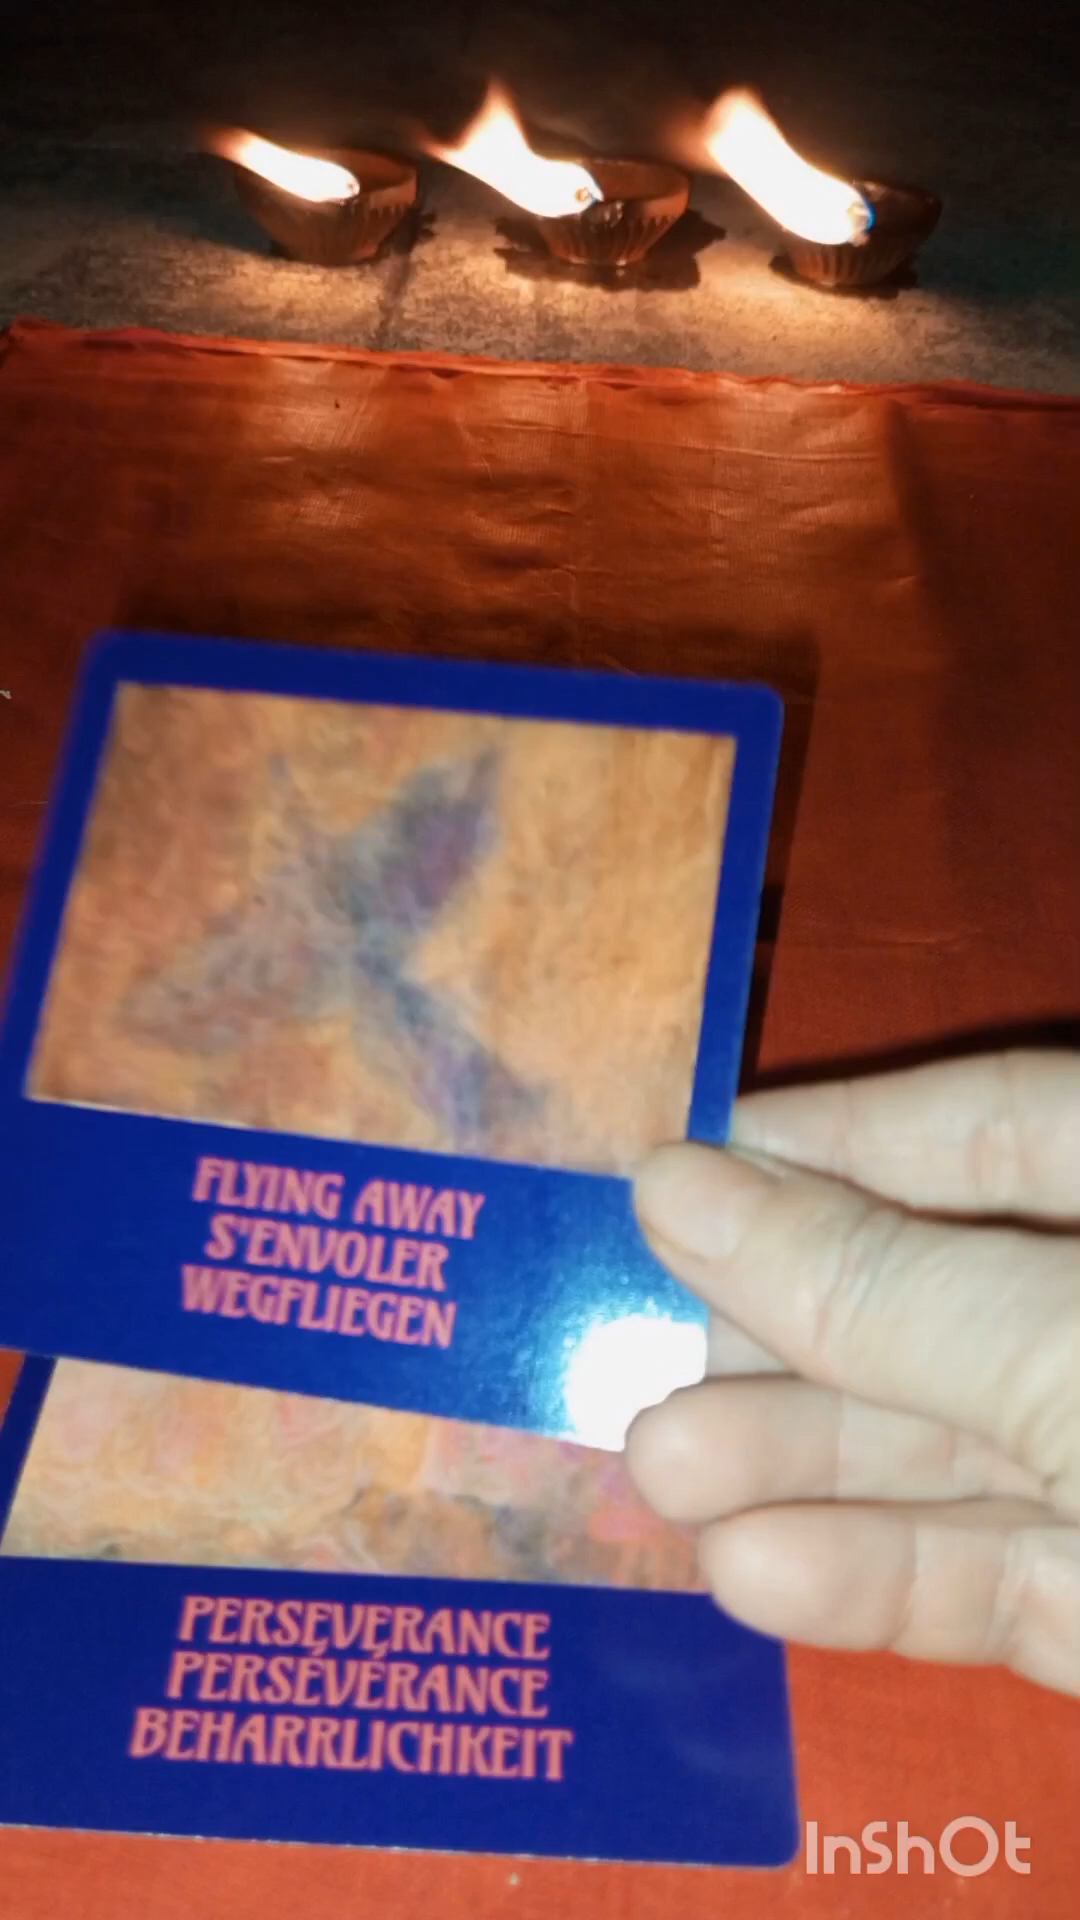 FLYING AWAY
S'ENVOLER
WEGFLIEGEN
PERSEVERANCE
PERSÉVÉRANCE
BEHARRLICHKEIT
InShOt